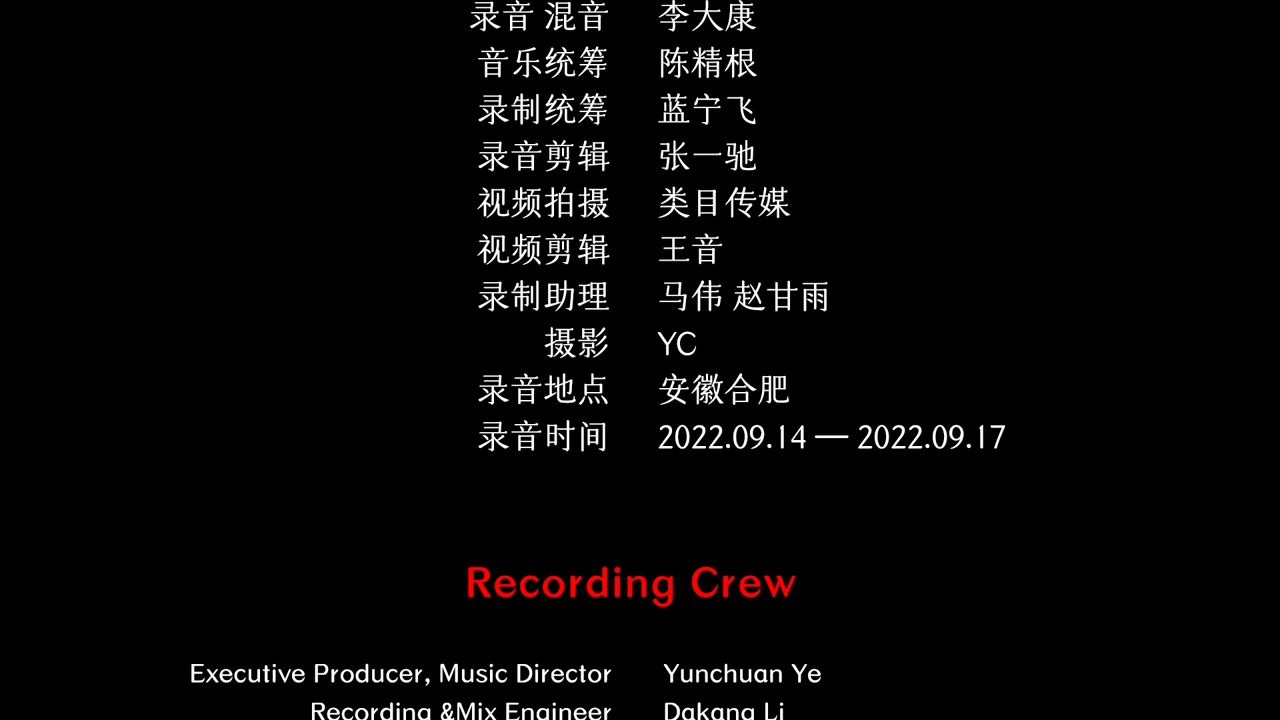 录音 混音 李大康
音乐统筹 陈精根
录制统筹 蓝宁飞
录音剪辑 张一驰
视频拍摄 类目传媒
视频剪辑 王音
录制助理 马伟 赵甘雨
摄影 YC
录音地点 安徽合肥
录音时间 2022.09.14 — 2022.09.17
Recording Crew
Executive Producer, Music Director Yunchuan Ye
Recording &Mix Engineer Dakang Li